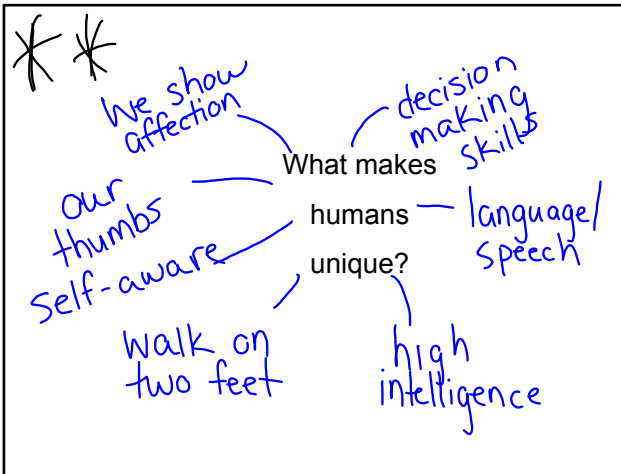 We show
affection
decision
making
skills
What makes
humans
unique?
our
thumbs
language/
speech
self-aware
walk on
two feet
high
intelligence